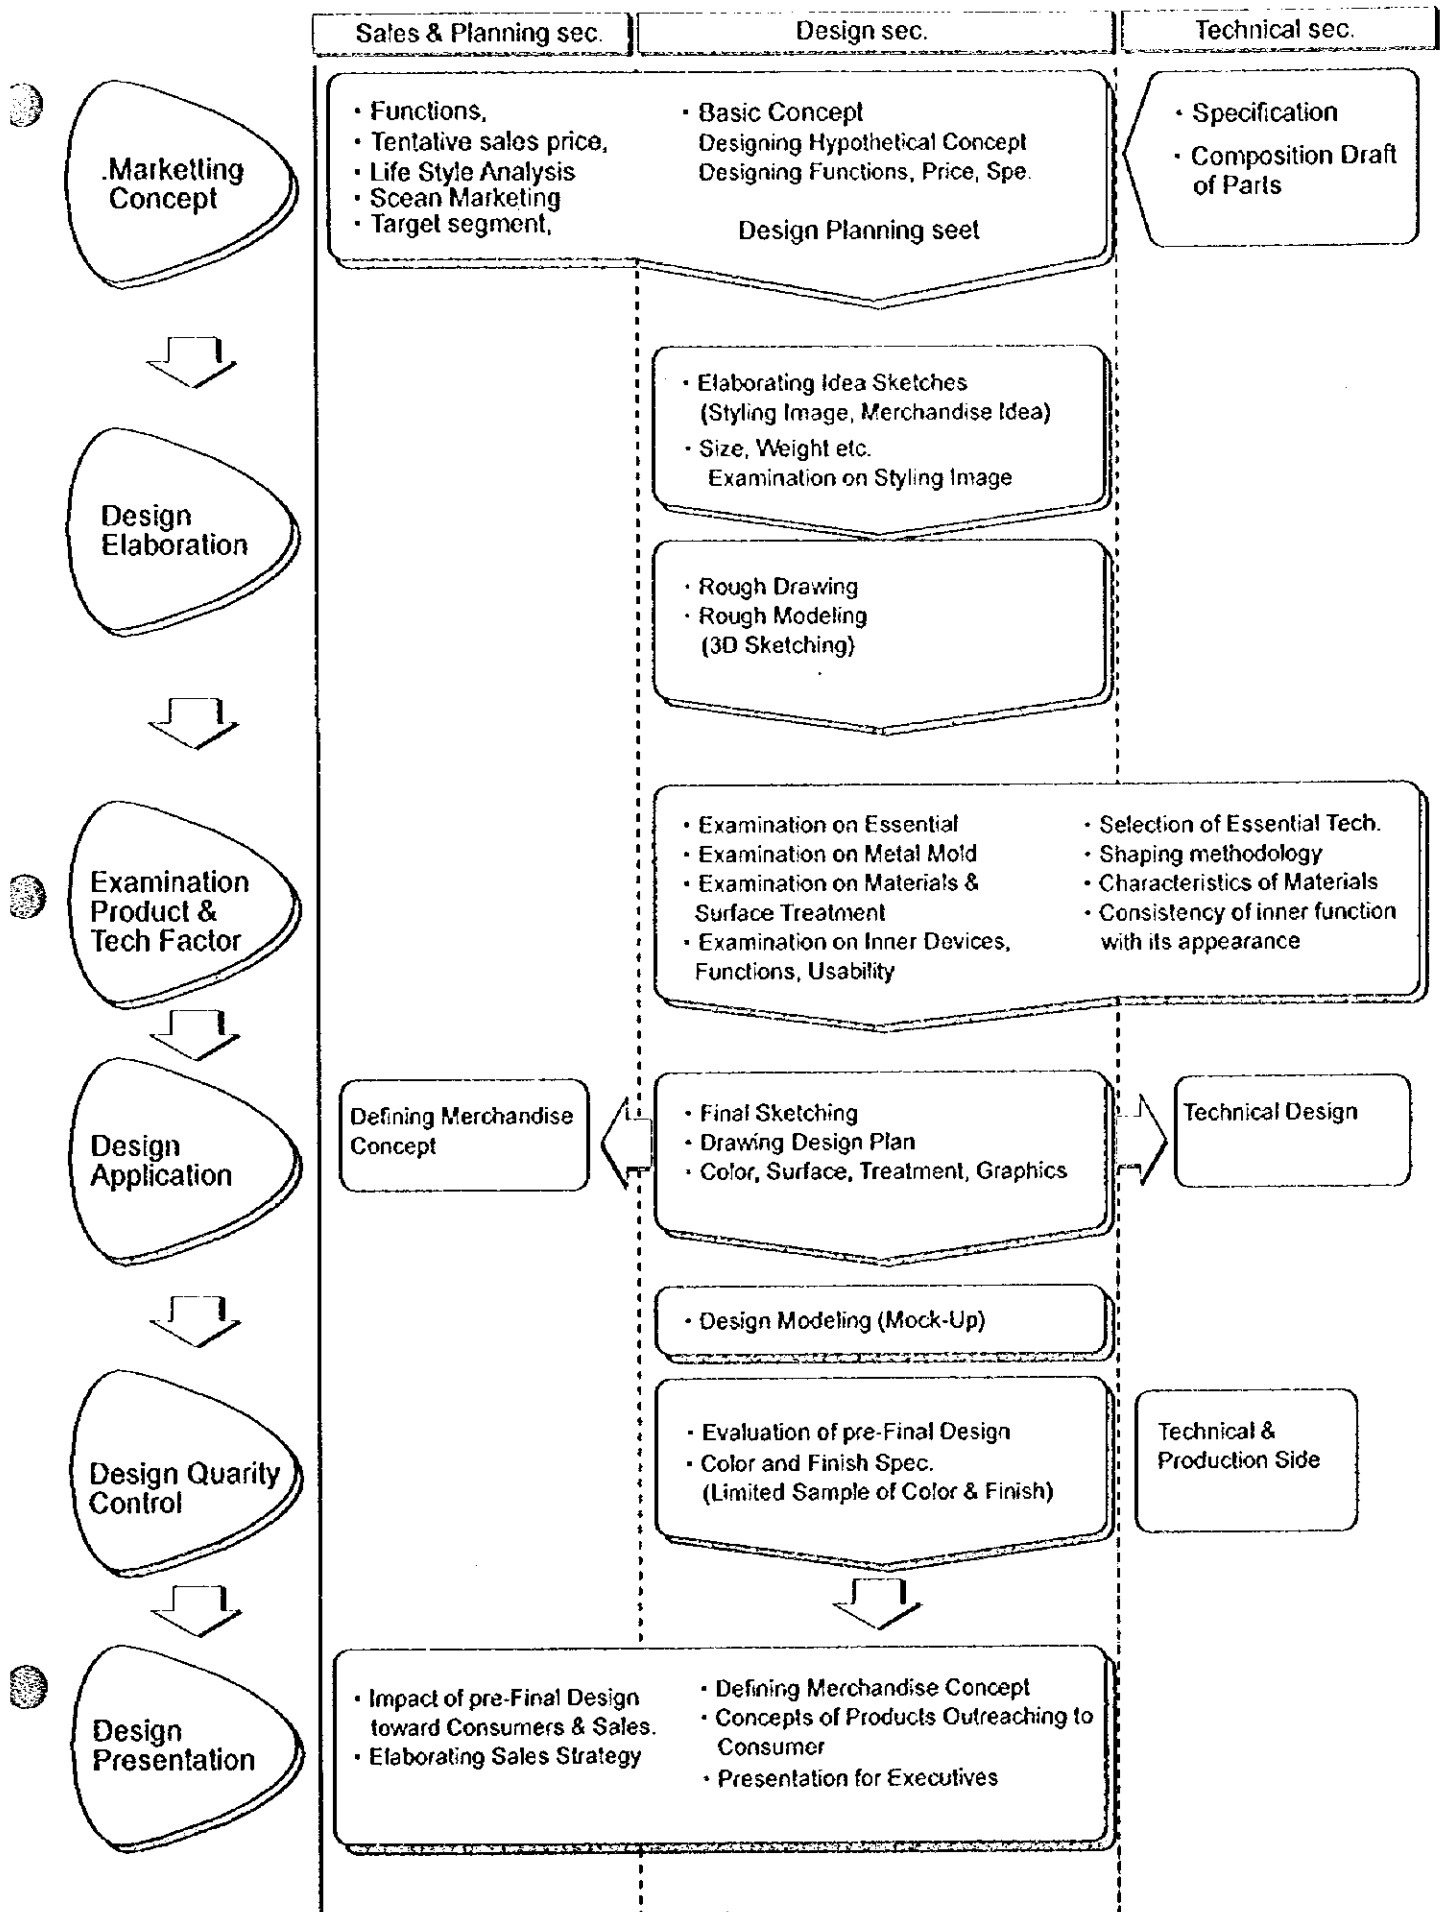 Sales & Planning sec.
Design sec.
Technical sec.
.Marketling
Concept
· Functions,
· Tentative sales price,
· Life Style Analysis
· Scean Marketing
· Target segment,
· Basic Concept
Designing Hypothetical Concept
Designing Functions, Price, Spe.
Design Planning seet
· Specification
· Composition Draft
of Parts
Design
Elaboration
· Elaborating Idea Sketches
(Styling Image, Merchandise Idea)
· Size, Weight etc.
Examination on Styling Image
· Rough Drawing
· Rough Modeling
(3D Sketching)
Examination
Product &
Tech Factor
· Examination on Essential
· Examination on Metal Mold
· Examination on Materials &
Surface Treatment
· Examination on Inner Devices,
Functions, Usability
· Selection of Essential Tech.
· Shaping methodology
· Characteristics of Materials
· Consistency of inner function
with its appearance
Design
Application
Defining Merchandise
Concept
· Final Sketching
· Drawing Design Plan
· Color, Surface, Treatment, Graphics
Technical Design
· Design Modeling (Mock-Up)
Design Quarity
Control
· Evaluation of pre-Final Design
· Color and Finish Spec.
(Limited Sample of Color & Finish)
Technical &
Production Side
Design
Presentation
· Impact of pre-Final Design
toward Consumers & Sales.
· Elaborating Sales Strategy
· Defining Merchandise Concept
· Concepts of Products Outreaching to
Consumer
· Presentation for Executives